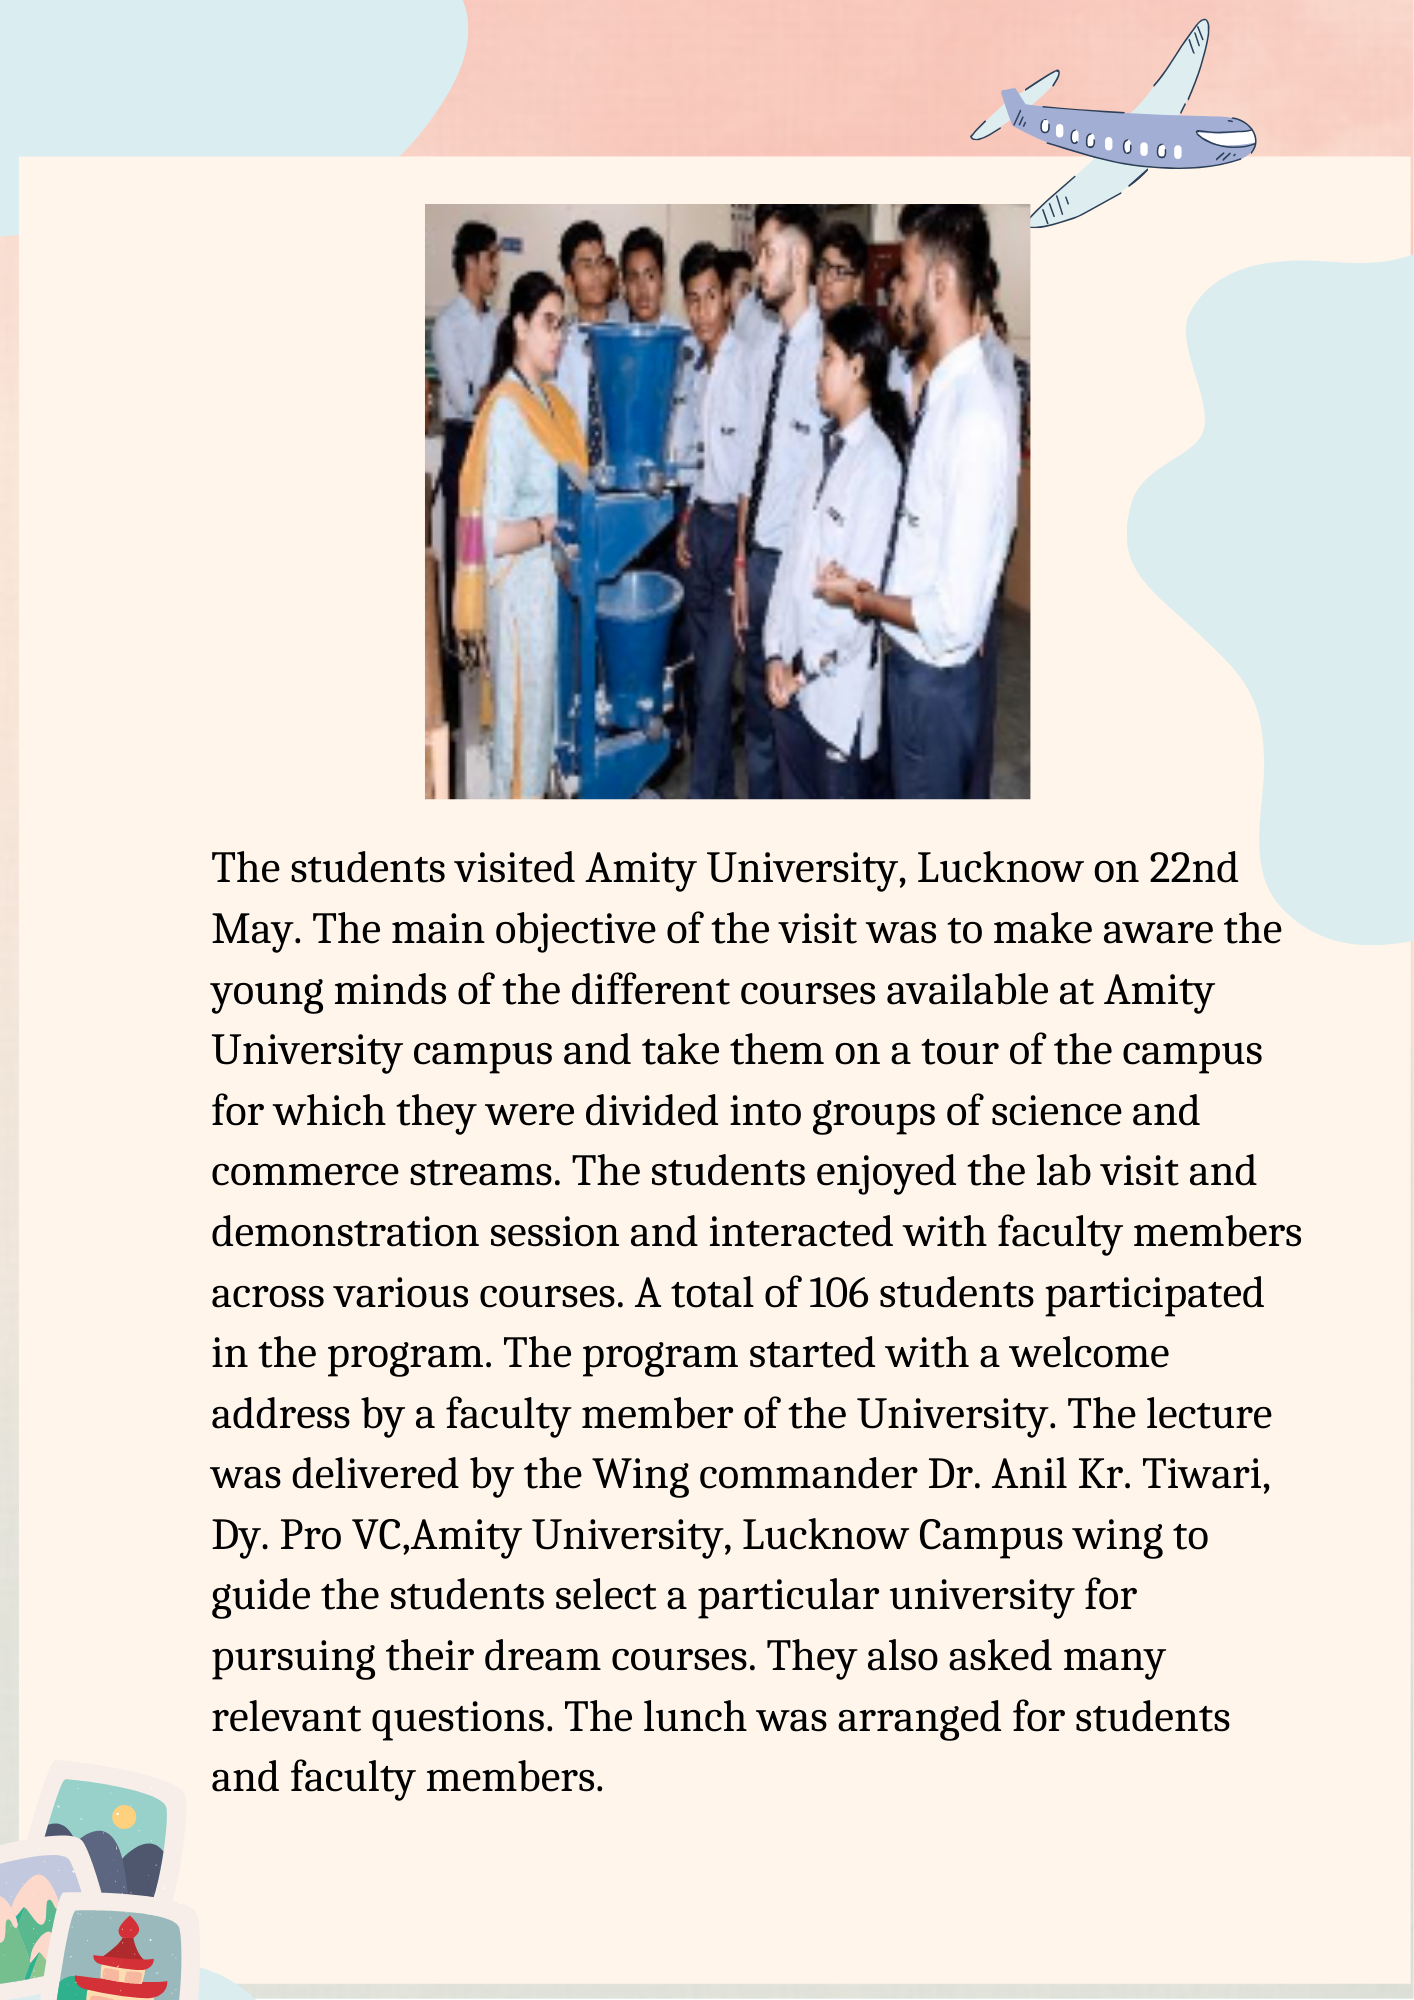 The students visited Amity University, Lucknow on 22nd
May. The main objective of the visit was to make aware the
young minds of the different courses available at Amity
University campus and take them on a tour of the campus
for which they were divided into groups of science and
commerce streams. The students enjoyed the lab visit and
demonstration session and interacted with faculty members
across various courses. A total of 106 students participated
in the program. The program started with a welcome
address by a faculty member of the University. The lecture
was delivered by the Wing commander Dr. Anil Kr. Tiwari,
Dy. Pro VC,Amity University, Lucknow Campus wing to
guide the students select a particular university for
pursuing their dream courses. They also asked many
relevant questions. The lunch was arranged for students
and faculty members.